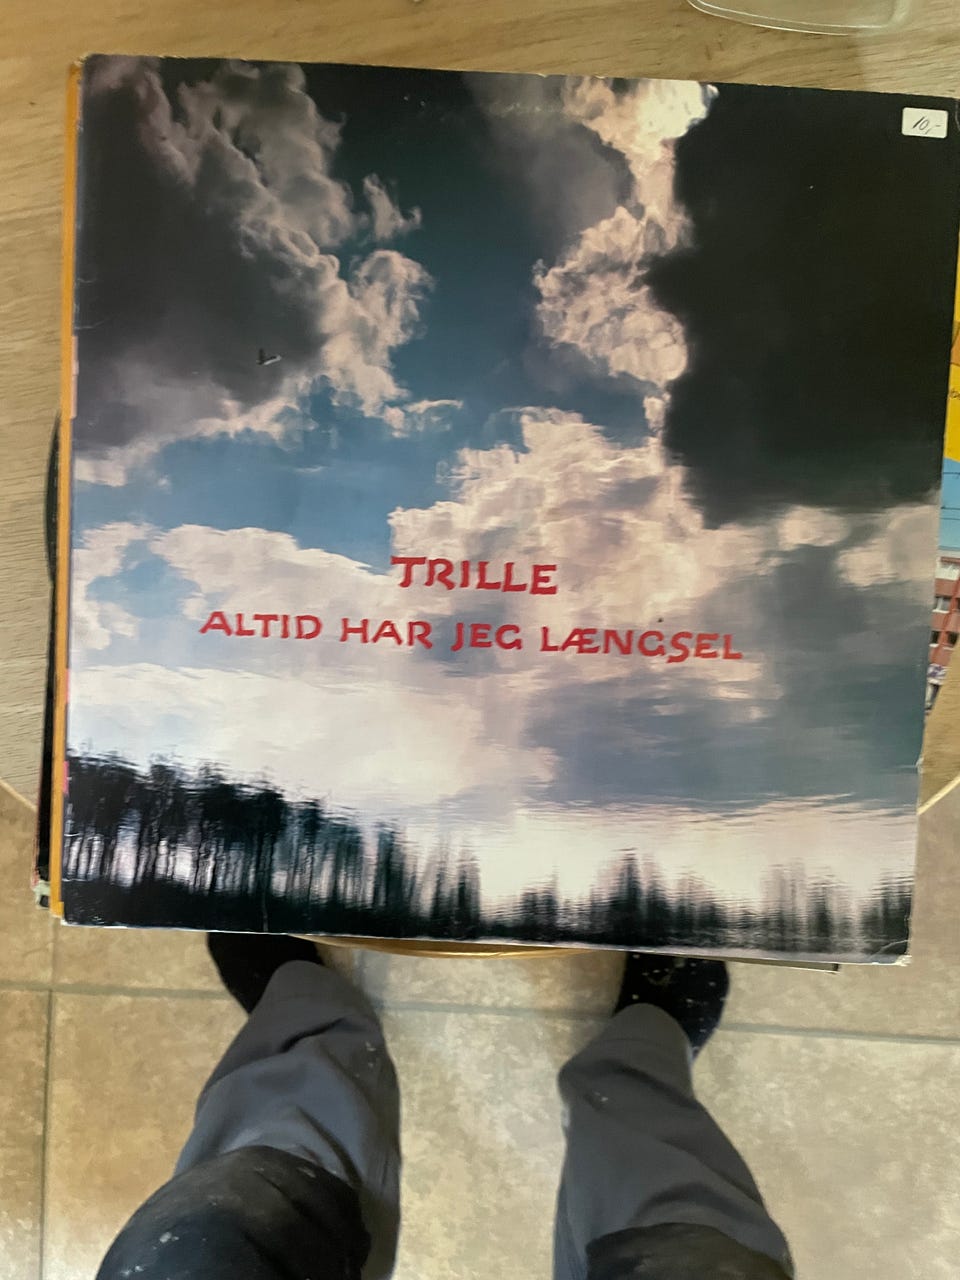 10,-
TRILLE
ALTID HAR JEG LÆNGSEL